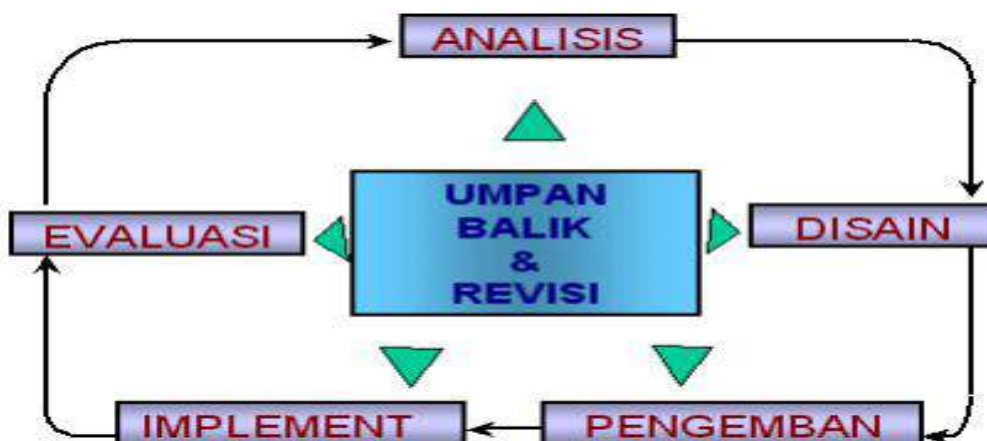 ANALISIS
UMPAN
BALIK
&
REVISI
EVALUASI
DISAIN
IMPLEMENT
PENGEMBAN